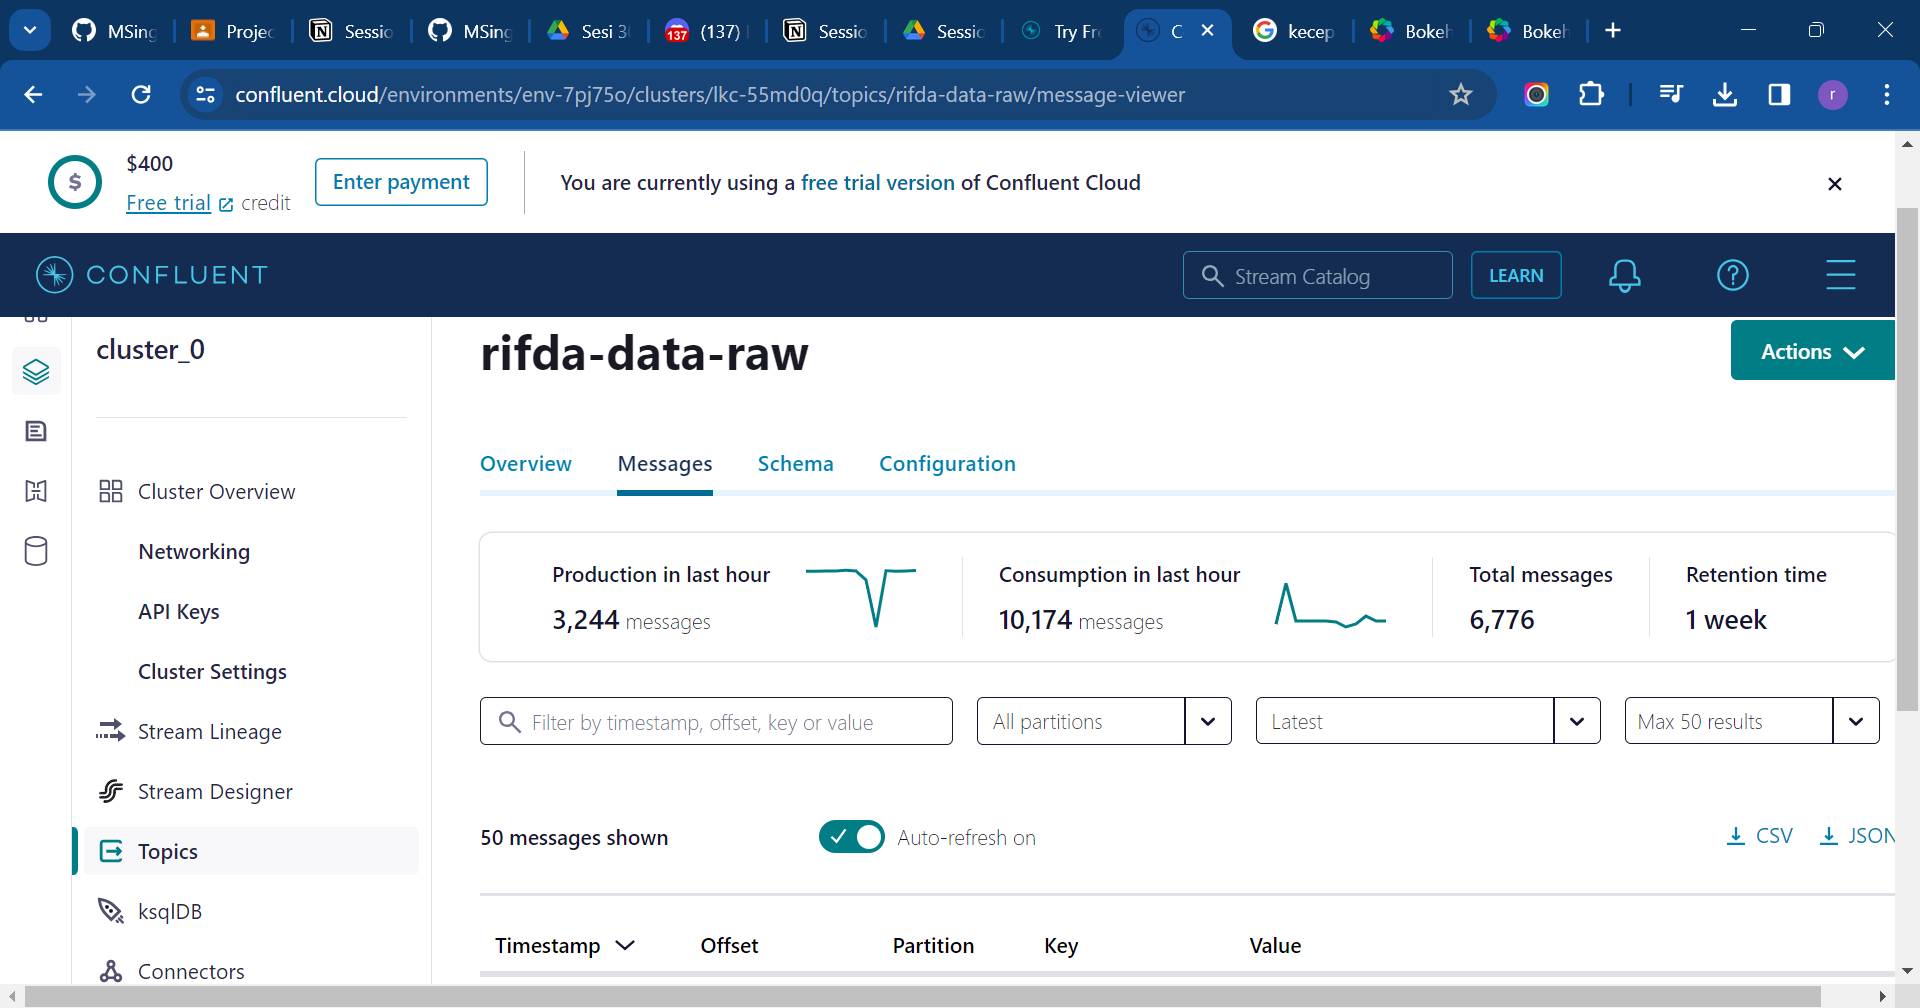 MSing
Projec
Sessio
MSing
Sesi 30
137
(137)
Sessio
Sessio
Try Fre
C
kecep
Bokeh
Bokeh
confluent.cloud/environments/env-7pj75o/clusters/lkc-55md0q/topics/rifda-data-raw/message-viewer
r
$
$400
Free trial credit
Enter payment
You are currently using a free trial version of Confluent Cloud
CONFLUENT
Stream Catalog
LEARN
cluster_0
Cluster Overview
Networking
API Keys
Cluster Settings
Stream Lineage
Stream Designer
Topics
ksqlDB
Connectors
rifda-data-raw
Actions
Overview Messages Schema Configuration
Production in last hour
3,244 messages
Consumption in last hour
10,174 messages
Total messages
6,776
Retention time
1 week
Filter by timestamp, offset, key or value
All partitions
Latest
Max 50 results
50 messages shown
Auto-refresh on
CSV
JSON
Timestamp Offset Partition Key Value